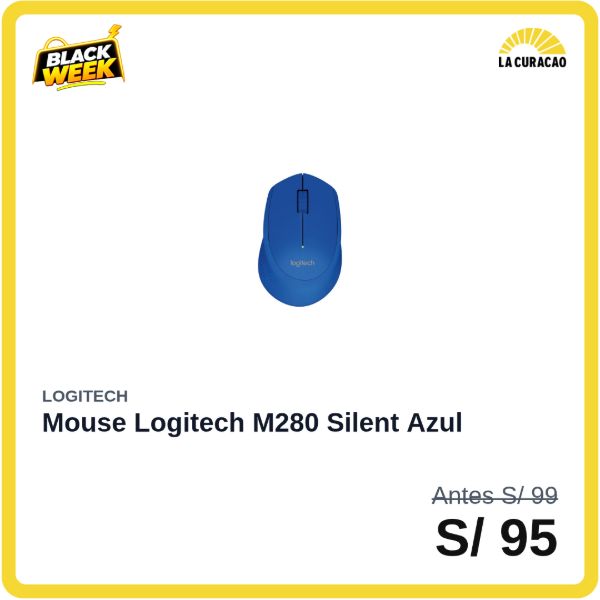 BLACK
WEEK
LA CURACAO
logitech
LOGITECH
Mouse Logitech M280 Silent Azul
Antes S/ 99
S/ 95